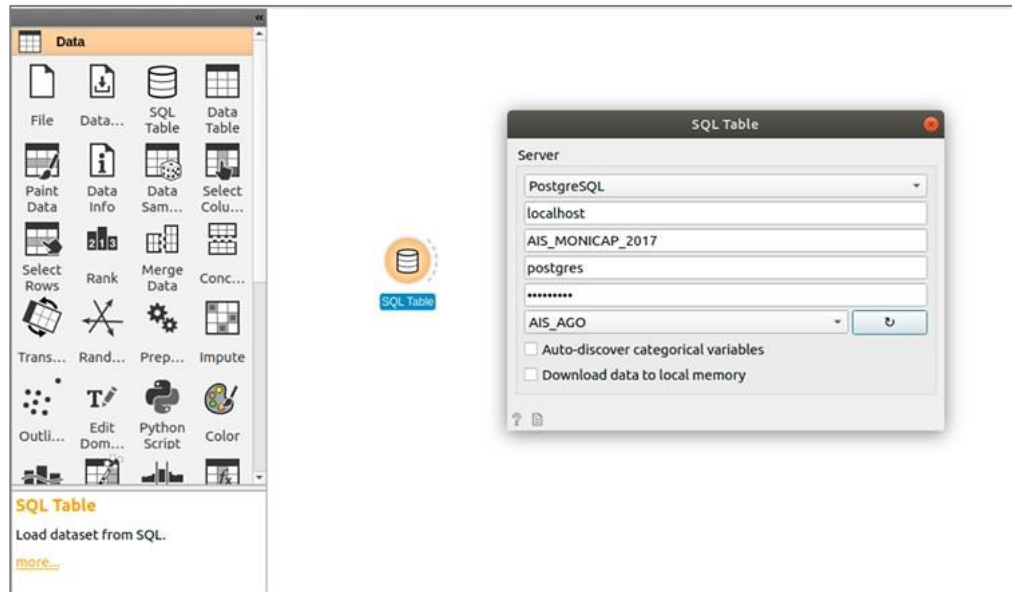 «
Data
File
Data...
SQL Table
Data Table
Paint Data
Data Info
Data Sam...
Select Colu...
Select Rows
Rank
Merge Data
Conc...
Trans...
Rand...
Prep...
Impute
Outli...
Edit Dom...
Python Script
Color
SQL Table
Load dataset from SQL.
more...
SQL Table
SQL Table
Server
PostgreSQL
localhost
AIS_MONICAP_2017
postgres
•••••••••
AIS_AGO
Auto-discover categorical variables
Download data to local memory
?